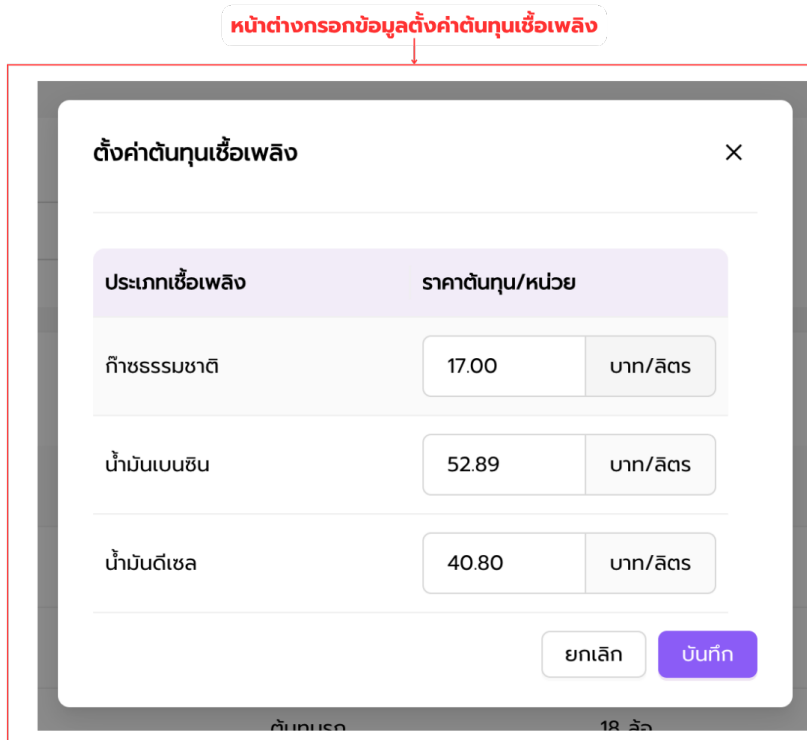 หน้าต่างกรอกข้อมูลตั้งค่าต้นทุนเชื้อเพลิง
ตั้งค่าต้นทุนเชื้อเพลิง
ประเภทเชื้อเพลิง ราคาต้นทุน/หน่วย
ก๊าซธรรมชาติ 17.00 บาท/ลิตร
น้ำมันเบนซิน 52.89 บาท/ลิตร
น้ำมันดีเซล 40.80 บาท/ลิตร
ยกเลิก บันทึก
ต้นทุนรถ 18 ล้อ